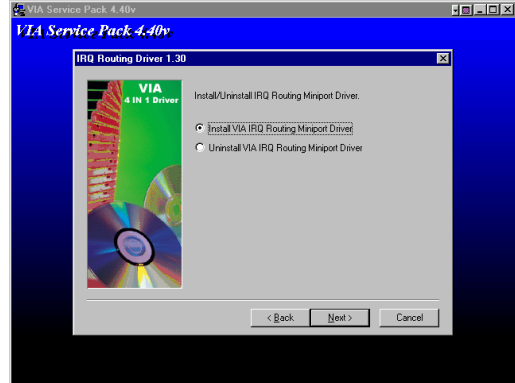 VIA Service Pack 4.40v
VIA Service Pack 4.40v
IRQ Routing Driver 1.30
VIA
4 IN 1 Driver
Install/Uninstall IRQ Routing Miniport Driver.
Install VIA IRQ Routing Miniport Driver
Uninstall VIA IRQ Routing Miniport Driver
< Back
Next >
Cancel